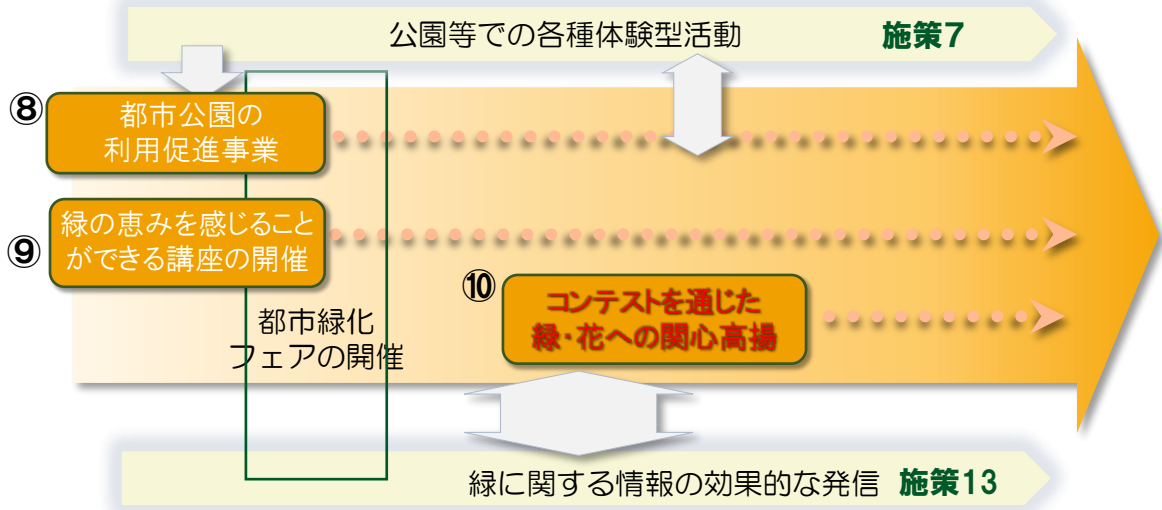 公園等での各種体験型活動 施策7
⑧
都市公園の
利用促進事業
⑨
緑の恵みを感じること
ができる講座の開催
⑩
コンテストを通じた
緑・花への関心高揚
都市緑化
フェアの開催
緑に関する情報の効果的な発信 施策13